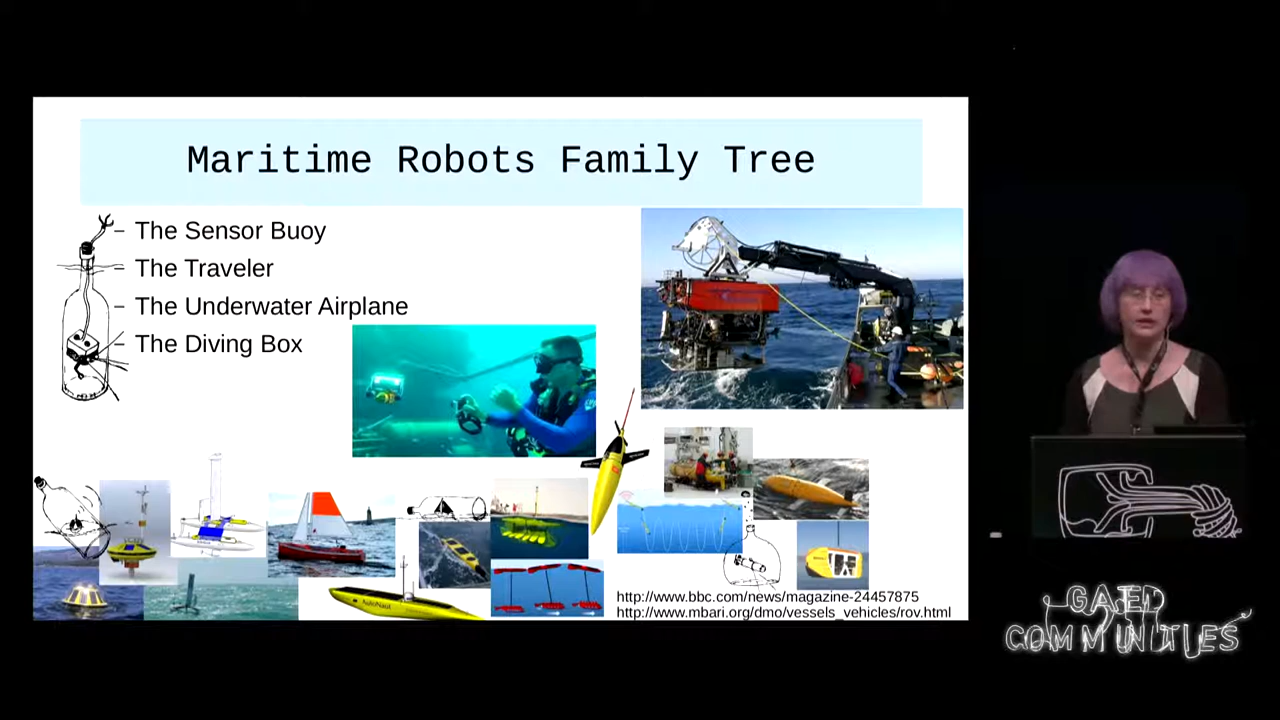 Maritime Robots Family Tree
– The Sensor Buoy
– The Traveler
– The Underwater Airplane
– The Diving Box
AutoNaut
http://www.bbc.com/news/magazine-24457875
http://www.mbari.org/dmo/vessels_vehicles/rov.html
GATED
COMMUNITIES